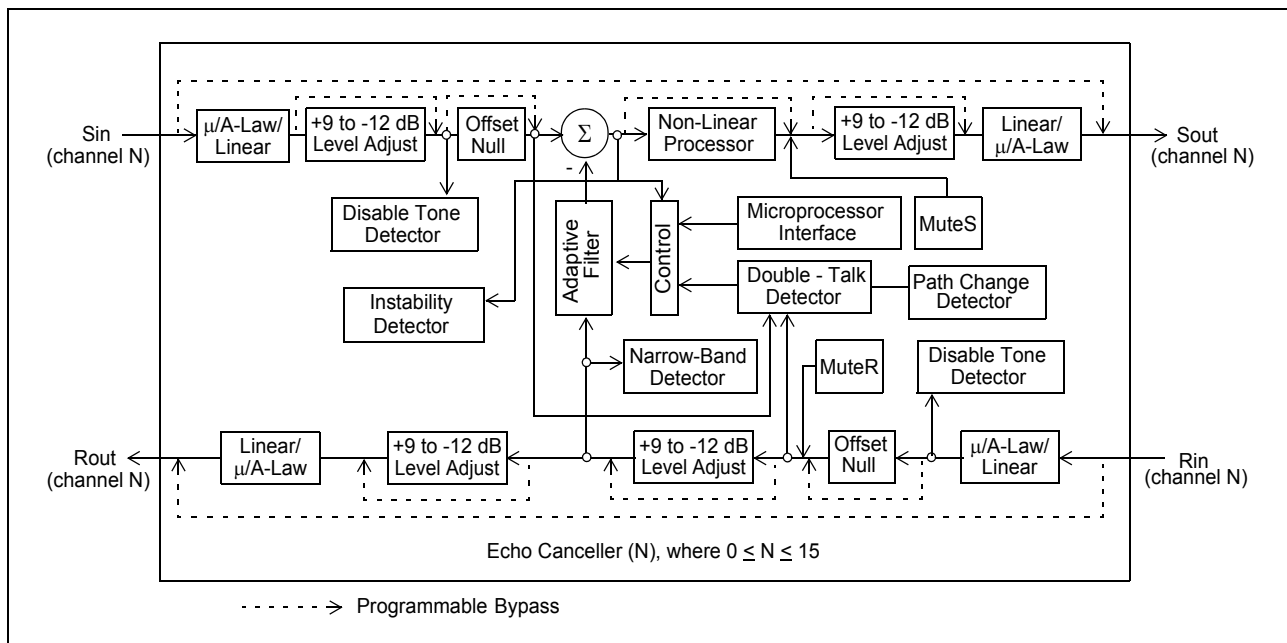 Sin
(channel N)
μ/A-Law/
Linear
+9 to -12 dB
Level Adjust
Offset
Null
Σ
-
Non-Linear
Processor
+9 to -12 dB
Level Adjust
Linear/
μ/A-Law
Sout
(channel N)
Disable Tone
Detector
Adaptive
Filter
Control
Microprocessor
Interface
MuteS
Instability
Detector
Double - Talk
Detector
Path Change
Detector
Narrow-Band
Detector
MuteR
Disable Tone
Detector
Rout
(channel N)
Linear/
μ/A-Law
+9 to -12 dB
Level Adjust
+9 to -12 dB
Level Adjust
Offset
Null
μ/A-Law/
Linear
Rin
(channel N)
Echo Canceller (N), where 0 ≤ N ≤ 15
Programmable Bypass